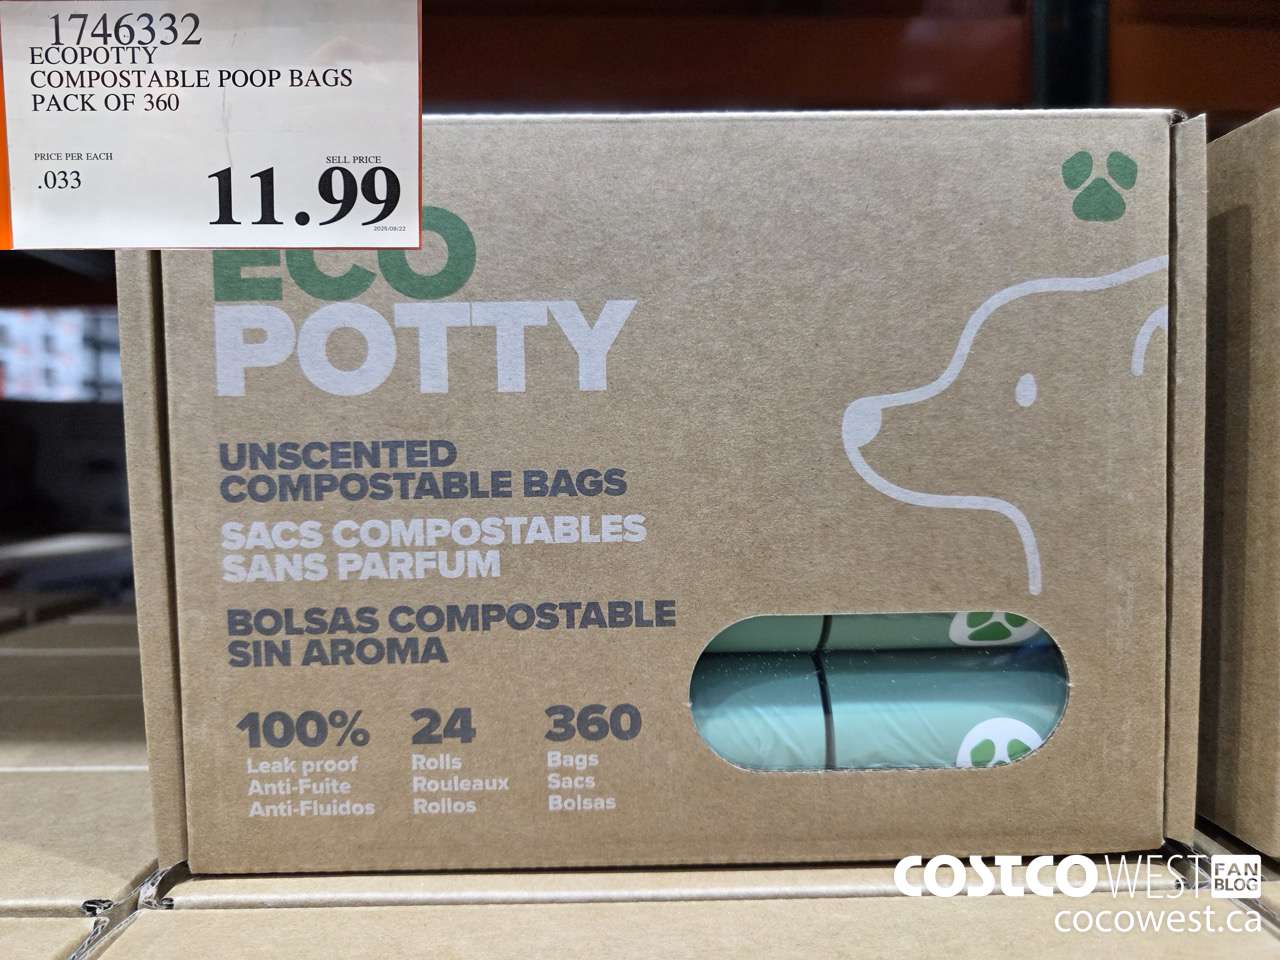 1746332
ECOPOTTY
COMPOSTABLE POOP BAGS
PACK OF 360
PRICE PER EACH
.033
SELL PRICE
11.99
ECO
POTTY
UNSCENTED
COMPOSTABLE BAGS
SACS COMPOSTABLES
SANS PARFUM
BOLSAS COMPOSTABLE
SIN AROMA
100%
Leak proof
Anti-Fuite
Anti-Fluidos
24
Rolls
Rouleaux
Rollos
360
Bags
Sacs
Bolsas
COSTCO WEST FAN BLOG
cocowest.ca